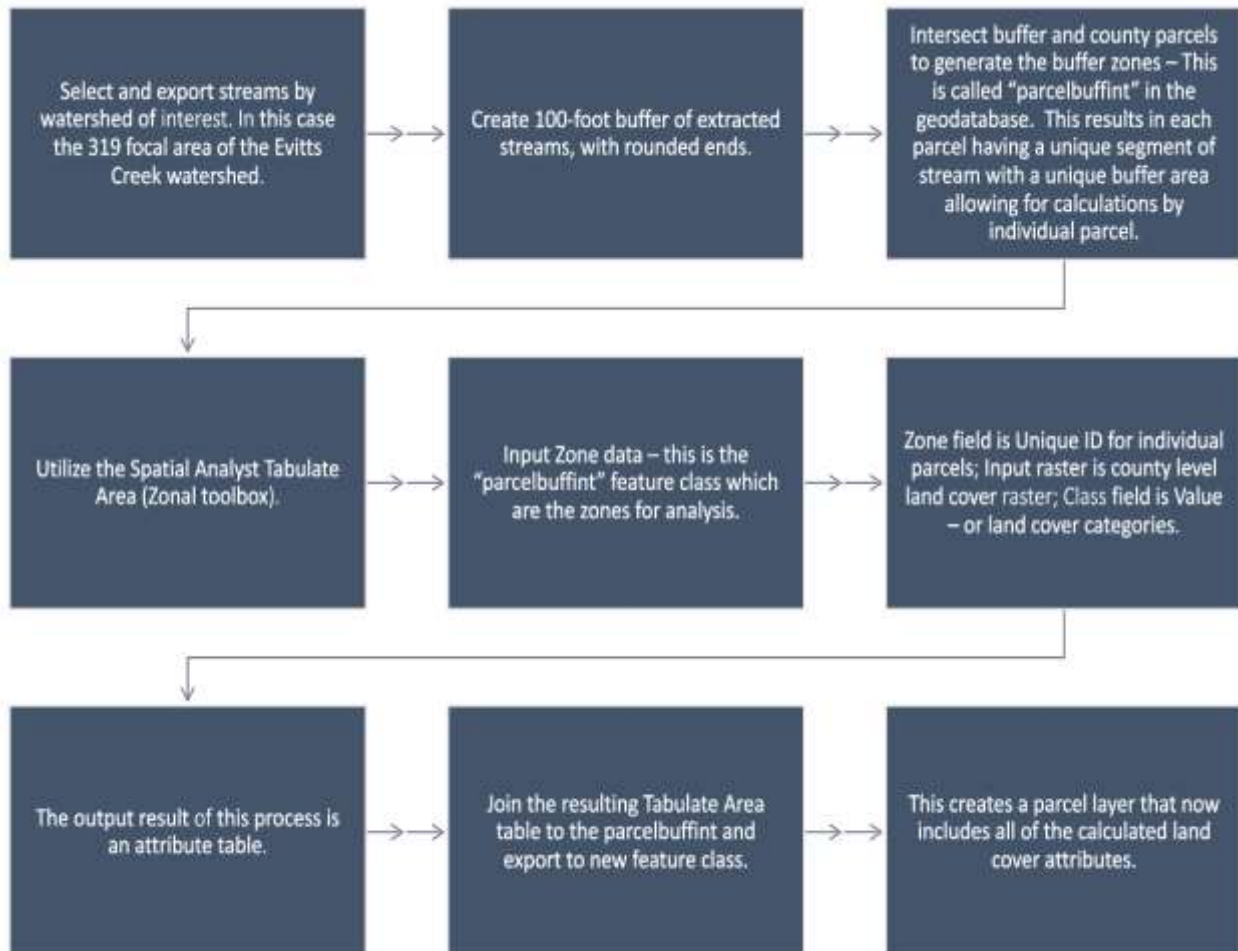 Select and export streams by
watershed of interest. In this case
the 319 focal area of the Evitts
Creek watershed.
Create 100-foot buffer of extracted
streams, with rounded ends.
Intersect buffer and county parcels
to generate the buffer zones – This
is called “parcelbuffint” in the
geodatabase.  This results in each
parcel having a unique segment of
stream with a unique buffer area
allowing for calculations by
individual parcel.
Utilize the Spatial Analyst Tabulate
Area (Zonal toolbox).
Input Zone data – this is the
“parcelbuffint” feature class which
are the zones for analysis.
Zone field is Unique ID for individual
parcels; Input raster is county level
land cover raster; Class field is Value
– or land cover categories.
The output result of this process is
an attribute table.
Join the resulting Tabulate Area
table to the parcelbuffint and
export to new feature class.
This creates a parcel layer that now
includes all of the calculated land
cover attributes.